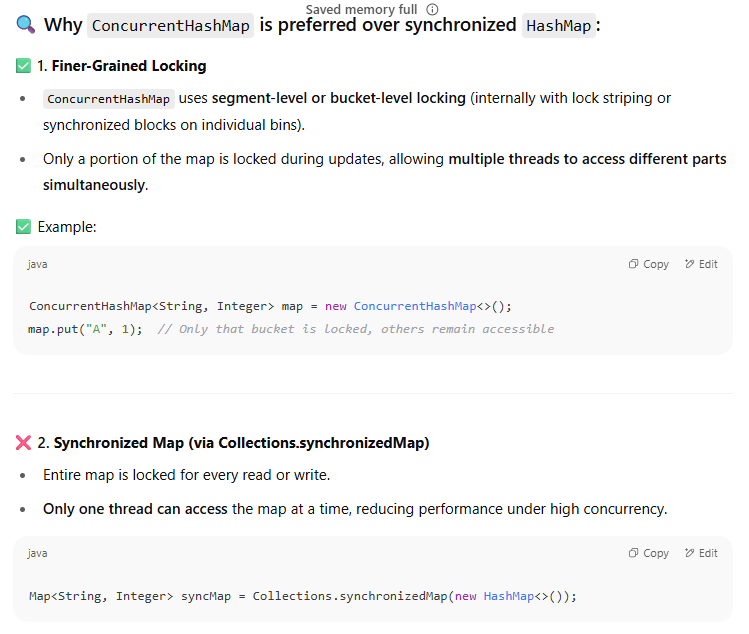 Saved memory full
Why ConcurrentHashMap is preferred over synchronized HashMap:
1. Finer-Grained Locking
ConcurrentHashMap uses segment-level or bucket-level locking (internally with lock striping or
synchronized blocks on individual bins).
Only a portion of the map is locked during updates, allowing multiple threads to access different parts
simultaneously.
Example:
java Copy Edit
ConcurrentHashMap<String, Integer> map = new ConcurrentHashMap<>();
map.put("A", 1);  // Only that bucket is locked, others remain accessible
2. Synchronized Map (via Collections.synchronizedMap)
Entire map is locked for every read or write.
Only one thread can access the map at a time, reducing performance under high concurrency.
java Copy Edit
Map<String, Integer> syncMap = Collections.synchronizedMap(new HashMap<>());